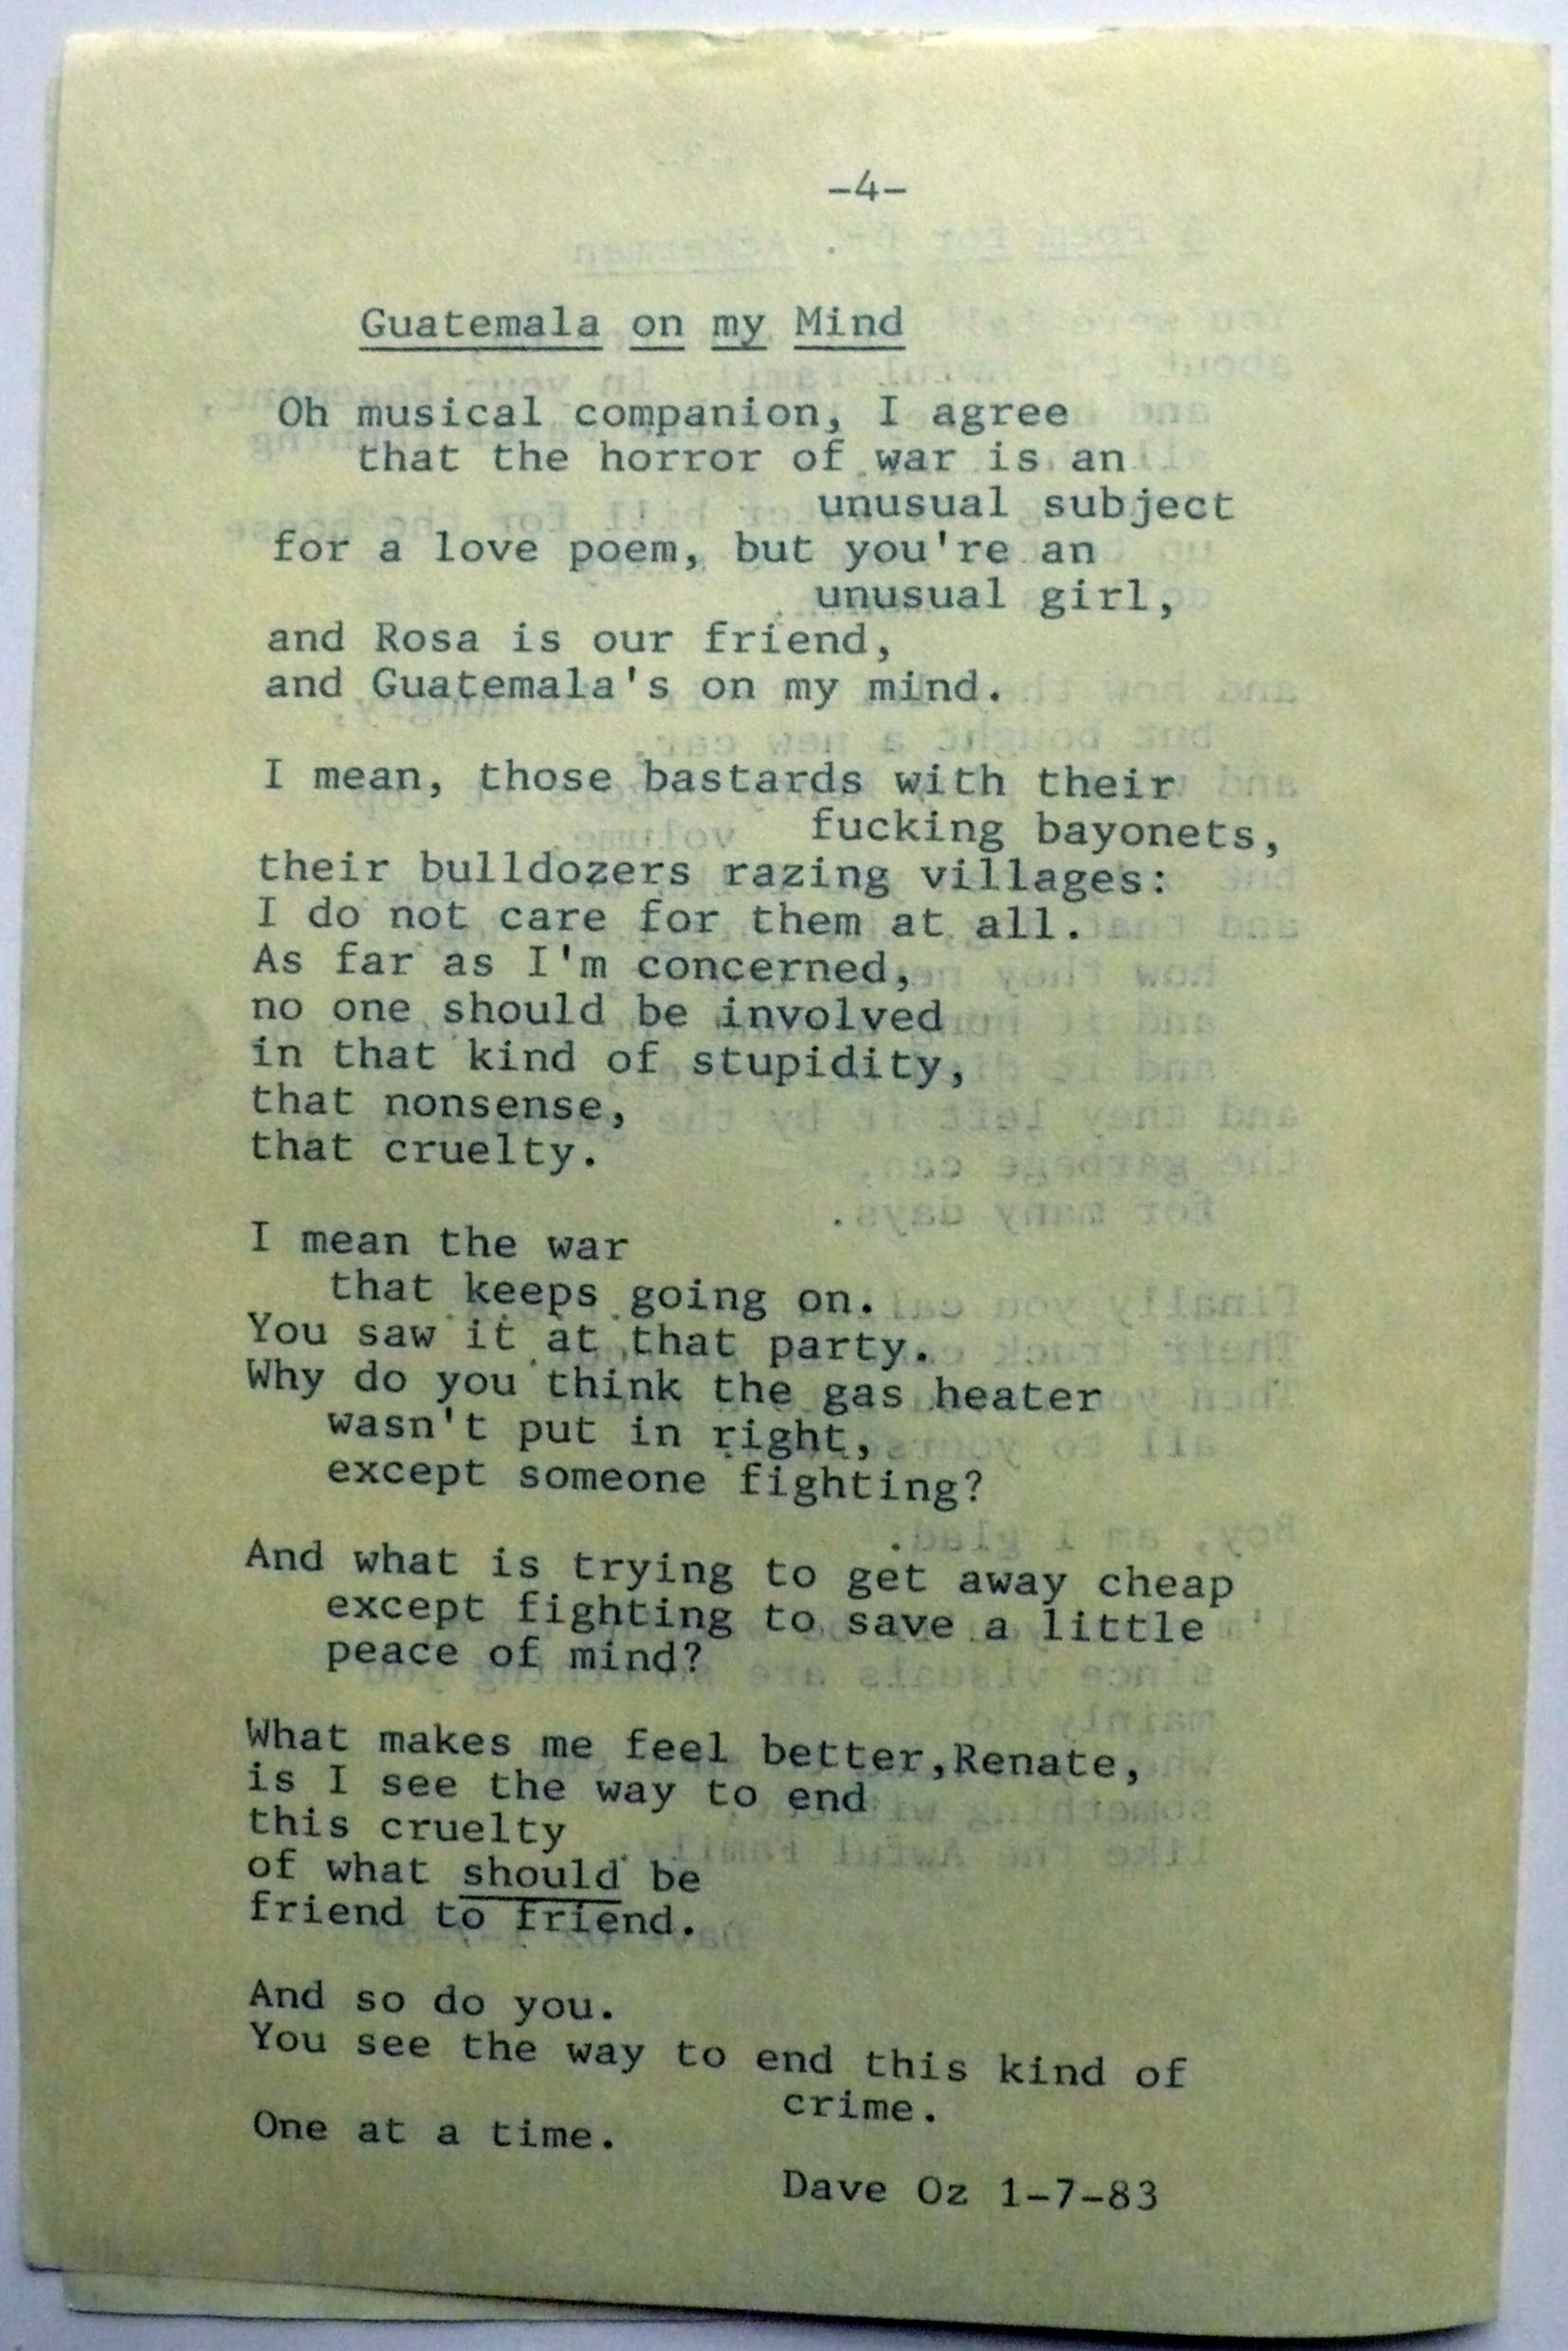 -4-
Guatemala on my Mind
Oh musical companion, I agree
that the horror of war is an
unusual subject
for a love poem, but you're an
unusual girl,
and Rosa is our friend,
and Guatemala's on my mind.
I mean, those bastards with their
fucking bayonets,
their bulldozers razing villages:
I do not care for them at all.
As far as I'm concerned,
no one should be involved
in that kind of stupidity,
that nonsense,
that cruelty.
I mean the war
that keeps going on.
You saw it at that party.
Why do you think the gas heater
wasn't put in right,
except someone fighting?
And what is trying to get away cheap
except fighting to save a little
peace of mind?
What makes me feel better,Renate,
is I see the way to end
this cruelty
of what should be
friend to friend.
And so do you.
You see the way to end this kind of
crime.
One at a time.
Dave Oz 1-7-83